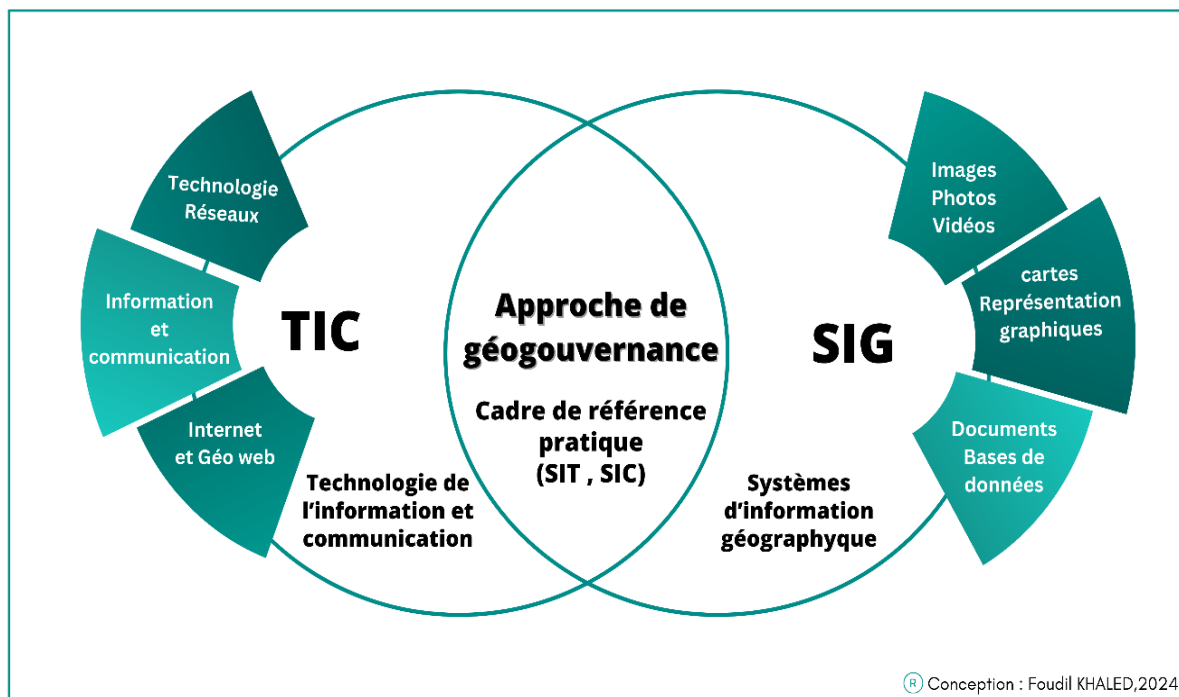 Technologie
Réseaux
Information
et
communication
Internet
et Géo web
TIC
Technologie de
l'information et
communication
Approche de
géogouvernance
Cadre de référence
pratique
(SIT , SIC)
SIG
Systèmes
d'information
géographyque
Images
Photos
Vidéos
cartes
Représentation
graphiques
Documents
Bases de
données
® Conception : Foudil KHALED,2024